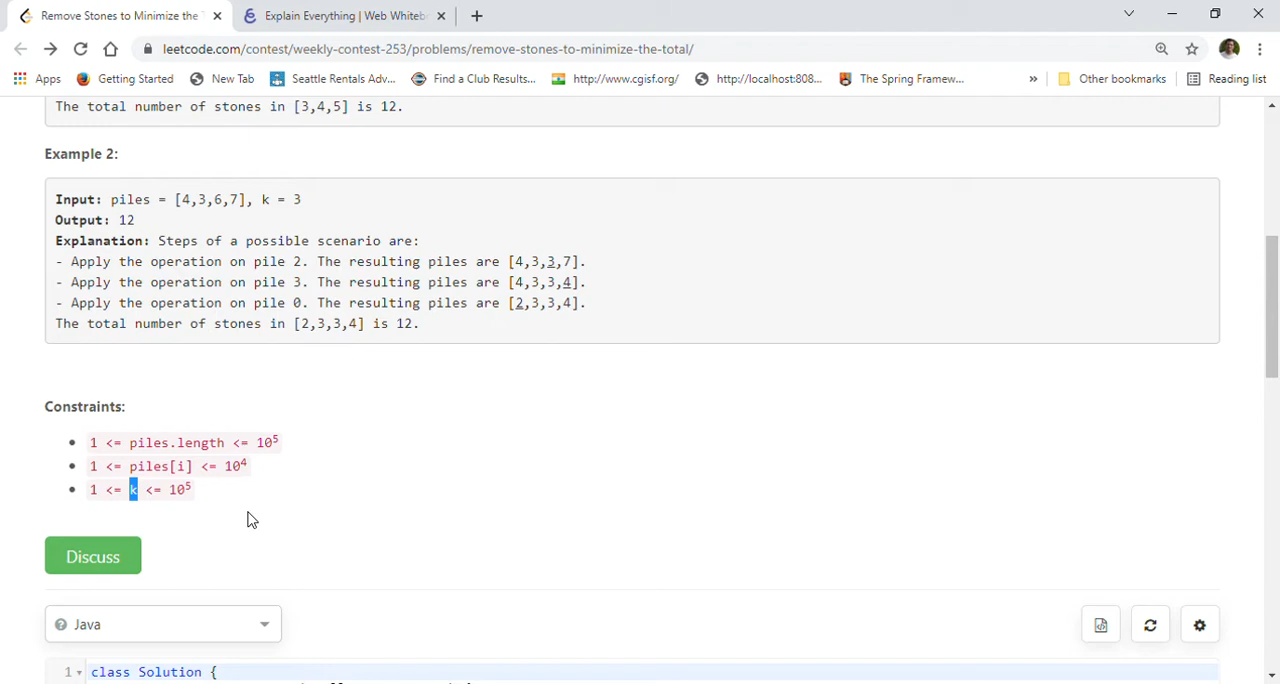 Remove Stones to Minimize the
Explain Everything | Web Whiteb
leetcode.com/contest/weekly-contest-253/problems/remove-stones-to-minimize-the-total/
Apps Getting Started New Tab Seattle Rentals Adv... Find a Club Results... http://www.cgisf.org/ http://localhost:808... The Spring Framew... » Other bookmarks Reading list
The total number of stones in [3,4,5] is 12.
Example 2:
Input: piles = [4,3,6,7], k = 3
Output: 12
Explanation: Steps of a possible scenario are:
- Apply the operation on pile 2. The resulting piles are [4,3,3,7].
- Apply the operation on pile 3. The resulting piles are [4,3,3,4].
- Apply the operation on pile 0. The resulting piles are [2,3,3,4].
The total number of stones in [2,3,3,4] is 12.
Constraints:
1 <= piles.length <= 10⁵
1 <= piles[i] <= 10⁴
1 <= k <= 10⁵
Discuss
Java
1 class Solution {